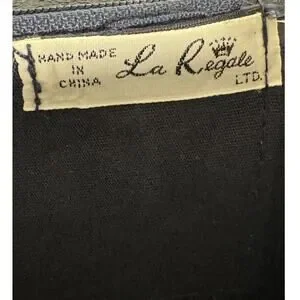 HAND MADE
IN
CHINA
La Regale
LTD.